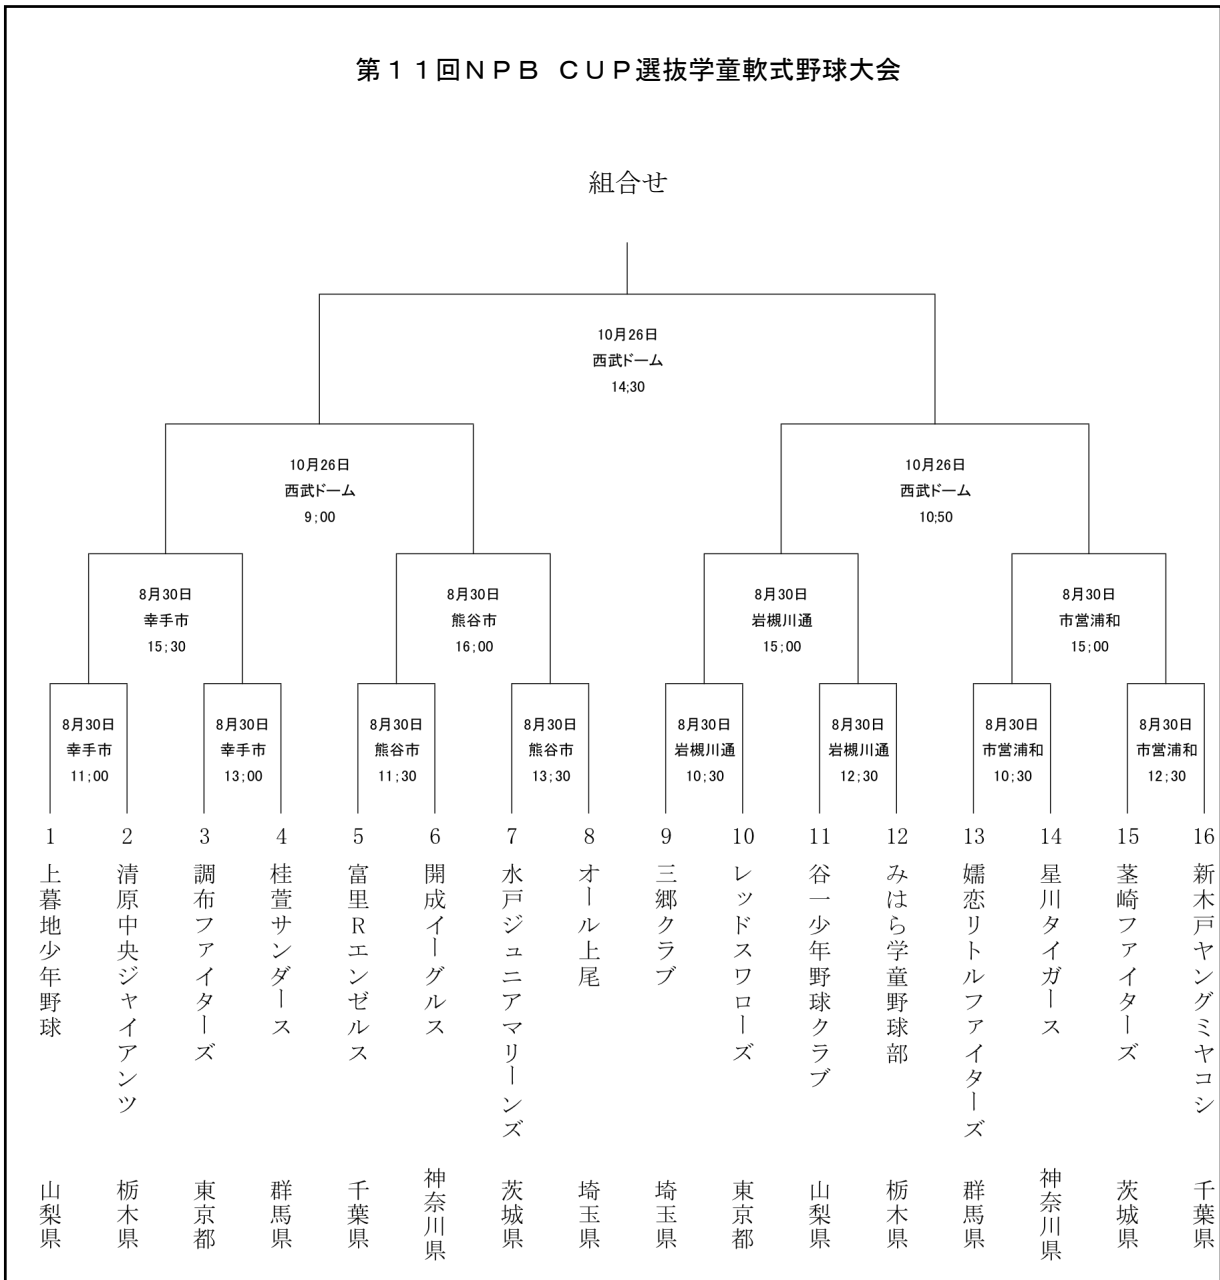 第１１回ＮＰＢ　ＣＵＰ選抜学童軟式野球大会
組合せ
10月26日
西武ドーム
14;30
10月26日
西武ドーム
9;00
10月26日
西武ドーム
10;50
8月30日
幸手市
15;30
8月30日
熊谷市
16;00
8月30日
岩槻川通
15;00
8月30日
市営浦和
15;00
8月30日
幸手市
11;00
8月30日
幸手市
13;00
8月30日
熊谷市
11;30
8月30日
熊谷市
13;30
8月30日
岩槻川通
10;30
8月30日
岩槻川通
12;30
8月30日
市営浦和
10;30
8月30日
市営浦和
12;30
1
上暮地少年野球
山梨県
2
清原中央ジャイアンツ
栃木県
3
調布ファイターズ
東京都
4
桂萱サンダース
群馬県
5
富里Rエンゼルス
千葉県
6
開成イーグルス
神奈川県
7
水戸ジュニアマリーンズ
茨城県
8
オール上尾
埼玉県
9
三郷クラブ
埼玉県
10
レッドスワローズ
東京都
11
谷一少年野球クラブ
山梨県
12
みはら学童野球部
栃木県
13
嬬恋リトルファイターズ
群馬県
14
星川タイガース
神奈川県
15
茎崎ファイターズ
茨城県
16
新木戸ヤングミヤコシ
千葉県